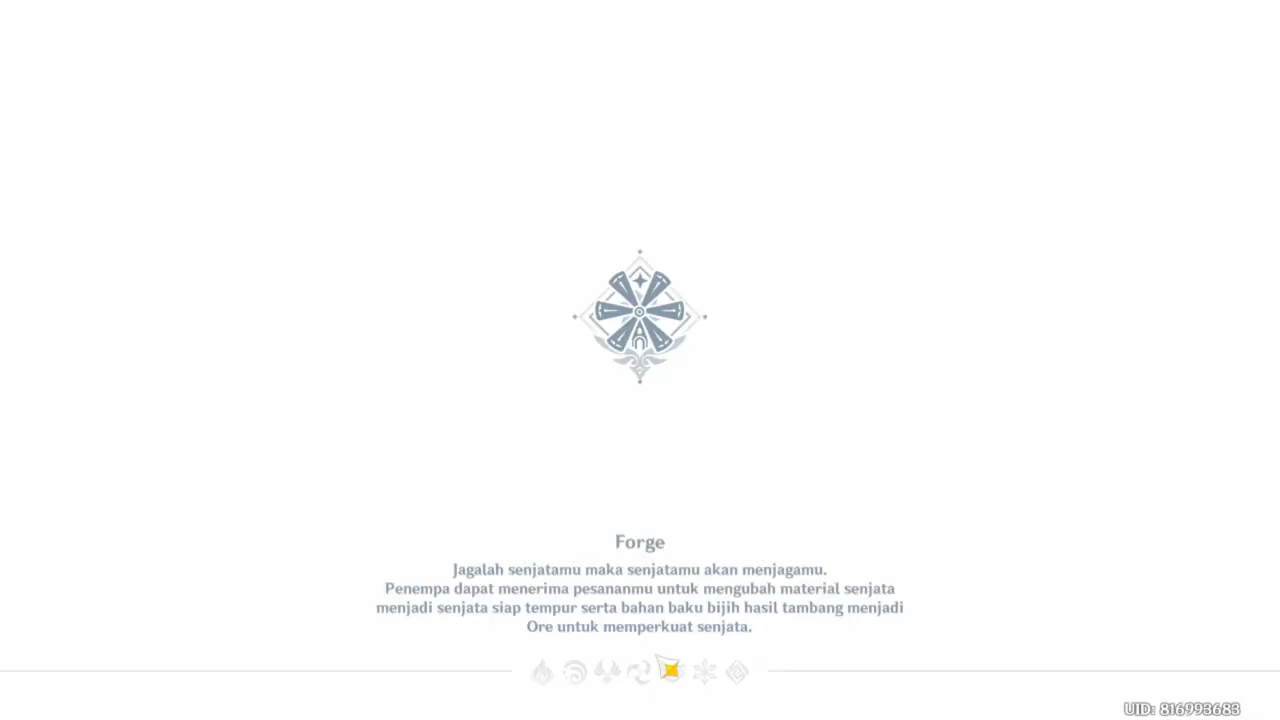 Forge
Jagalah senjatamu maka senjatamu akan menjagamu.
Penempa dapat menerima pesananmu untuk mengubah material senjata
menjadi senjata siap tempur serta bahan baku bijih hasil tambang menjadi
Ore untuk memperkuat senjata.
UID: 816993683